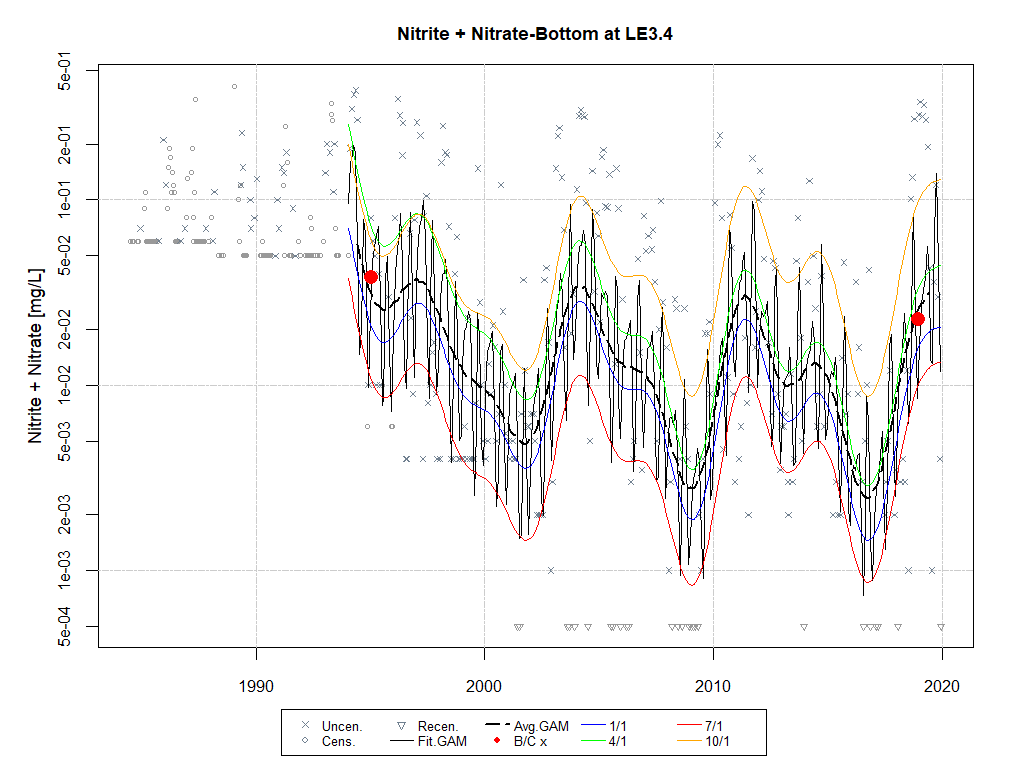 Nitrite + Nitrate-Bottom at LE3.4
Nitrite + Nitrate [mg/L]
5e-01
2e-01
1e-01
5e-02
2e-02
1e-02
5e-03
2e-03
1e-03
5e-04
1990 2000 2010 2020
Uncen. Recen. Avg.GAM 1/1 7/1
Cens. Fit.GAM B/C x 4/1 10/1